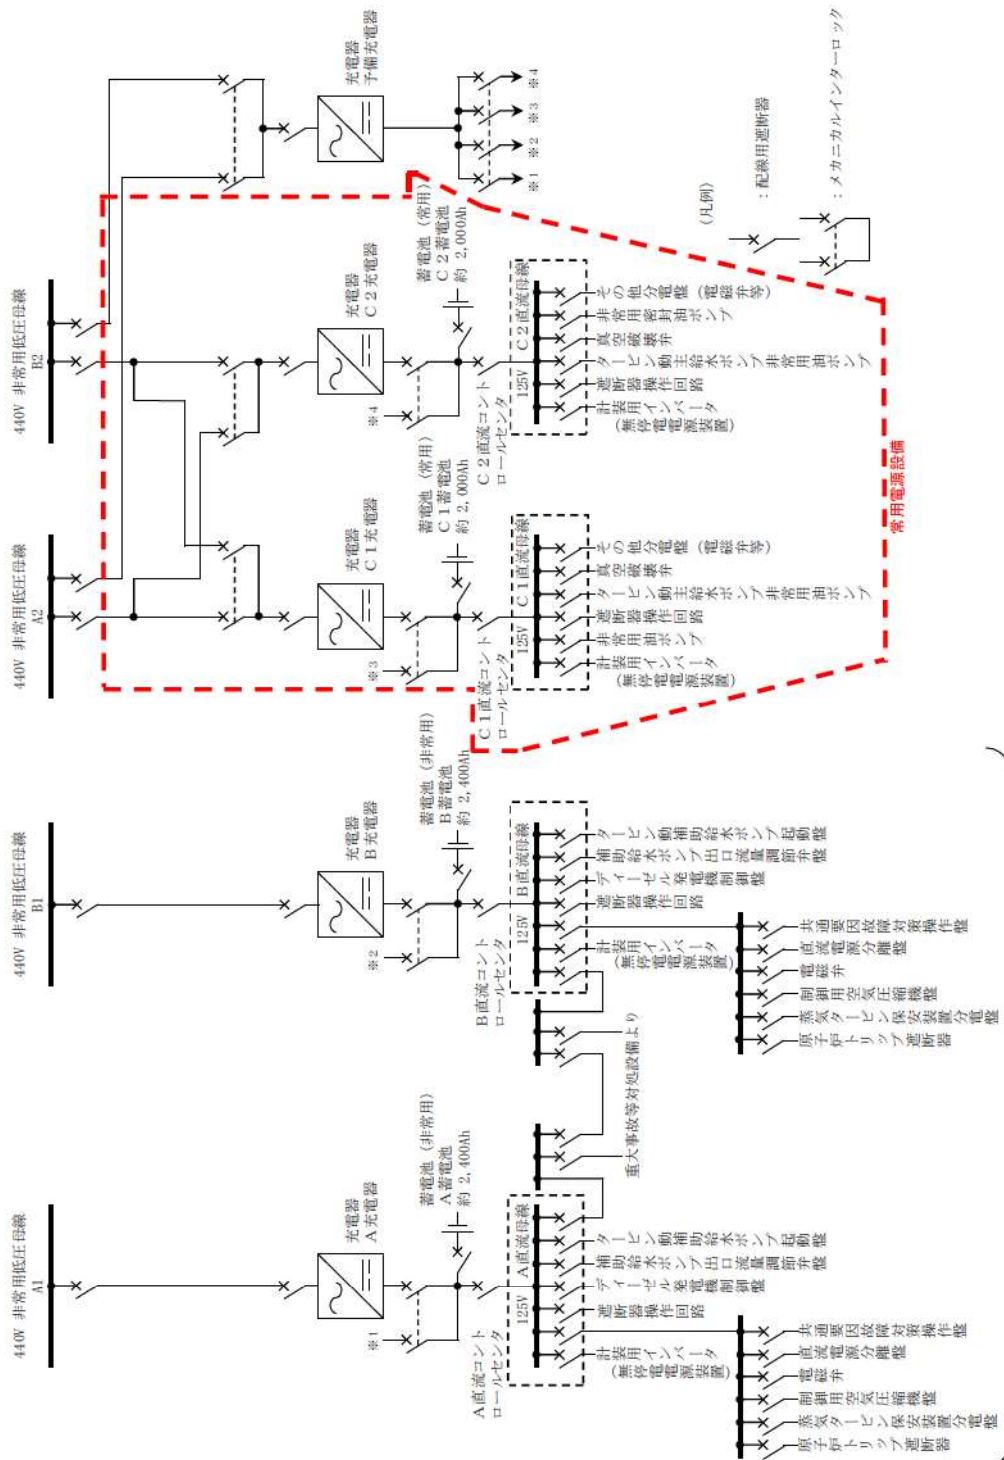 440V 非常用低圧母線
A1
充電器
A充電器
※1
蓄電池（非常用）
A蓄電池
約 2,400Ah
A直流コント
ロールセンタ
125V A直流母線
タービン動補助給水ポンプ起動盤
補助給水ポンプ出口流量調節弁盤
ディーゼル発電機制御盤
遮断器操作回路
計装用インバータ
（無停電電源装置）
共通要因故障対策操作盤
直流電源分離盤
電磁弁
制御用空気圧縮機盤
蒸気タービン保安装置分電盤
原子炉トリップ遮断器
重大事故等対処設備より
440V 非常用低圧母線
B1
充電器
B充電器
※2
蓄電池（非常用）
B蓄電池
約 2,400Ah
B直流コント
ロールセンタ
125V B直流母線
タービン動補助給水ポンプ起動盤
補助給水ポンプ出口流量調節弁盤
ディーゼル発電機制御盤
遮断器操作回路
計装用インバータ
（無停電電源装置）
共通要因故障対策操作盤
直流電源分離盤
電磁弁
制御用空気圧縮機盤
蒸気タービン保安装置分電盤
原子炉トリップ遮断器
440V 非常用低圧母線
A2
充電器
C1充電器
※3
蓄電池（常用）
C1蓄電池
約 2,000Ah
C1直流コント
ロールセンタ
125V C1直流母線
その他分電盤（電磁弁等）
真空破壊弁
タービン動主給水ポンプ非常用油ポンプ
遮断器操作回路
非常用油ポンプ
計装用インバータ
（無停電電源装置）
440V 非常用低圧母線
B2
充電器
C2充電器
※4
蓄電池（常用）
C2蓄電池
約 2,000Ah
C2直流コント
ロールセンタ
125V C2直流母線
その他分電盤（電磁弁等）
非常用密封油ポンプ
真空破壊弁
タービン動主給水ポンプ非常用油ポンプ
遮断器操作回路
計装用インバータ
（無停電電源装置）
常用電源設備
充電器
予備充電器
※1 ※2 ※3 ※4
（凡例）
：配線用遮断器
：メカニカルインターロック